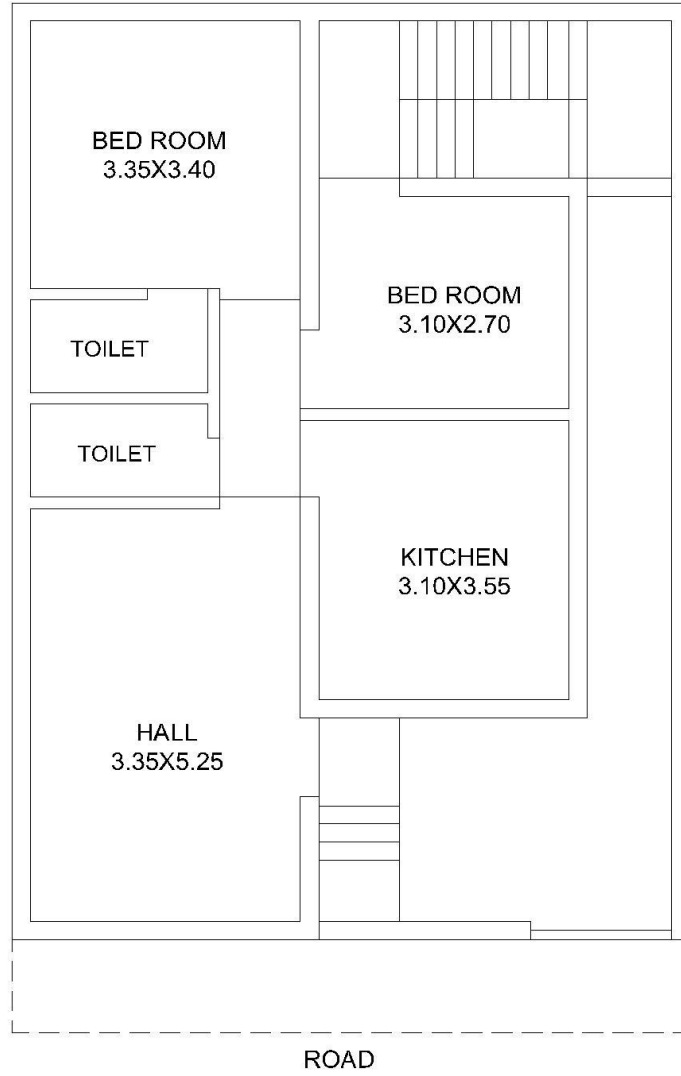 BED ROOM
3.35X3.40
BED ROOM
3.10X2.70
TOILET
TOILET
KITCHEN
3.10X3.55
HALL
3.35X5.25
ROAD